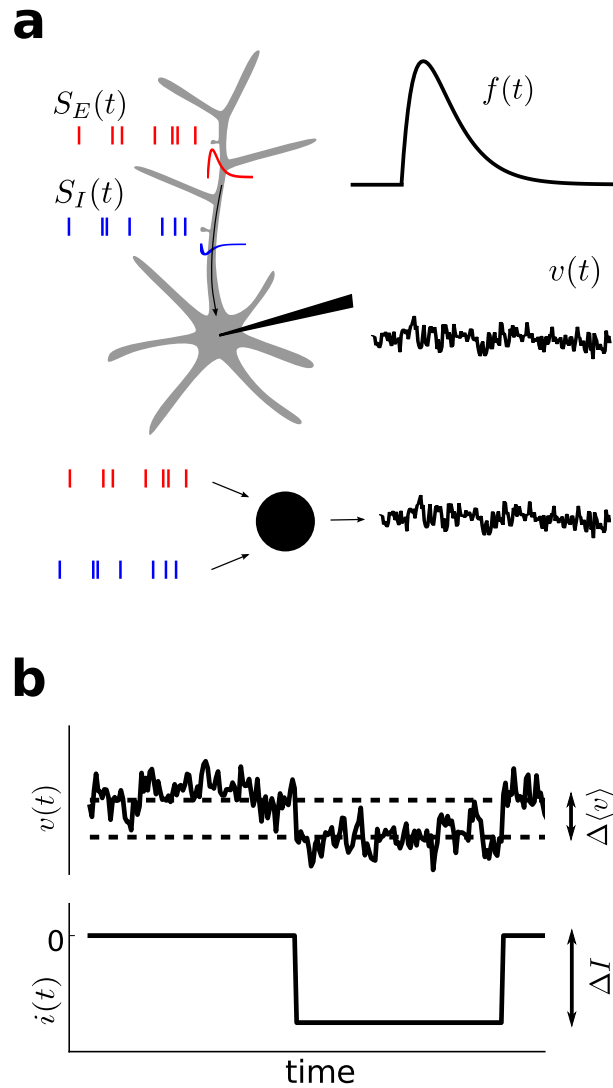 a
S_E(t)
f(t)
S_I(t)
v(t)
b
v(t)
Δ⟨v⟩
0
i(t)
ΔI
time